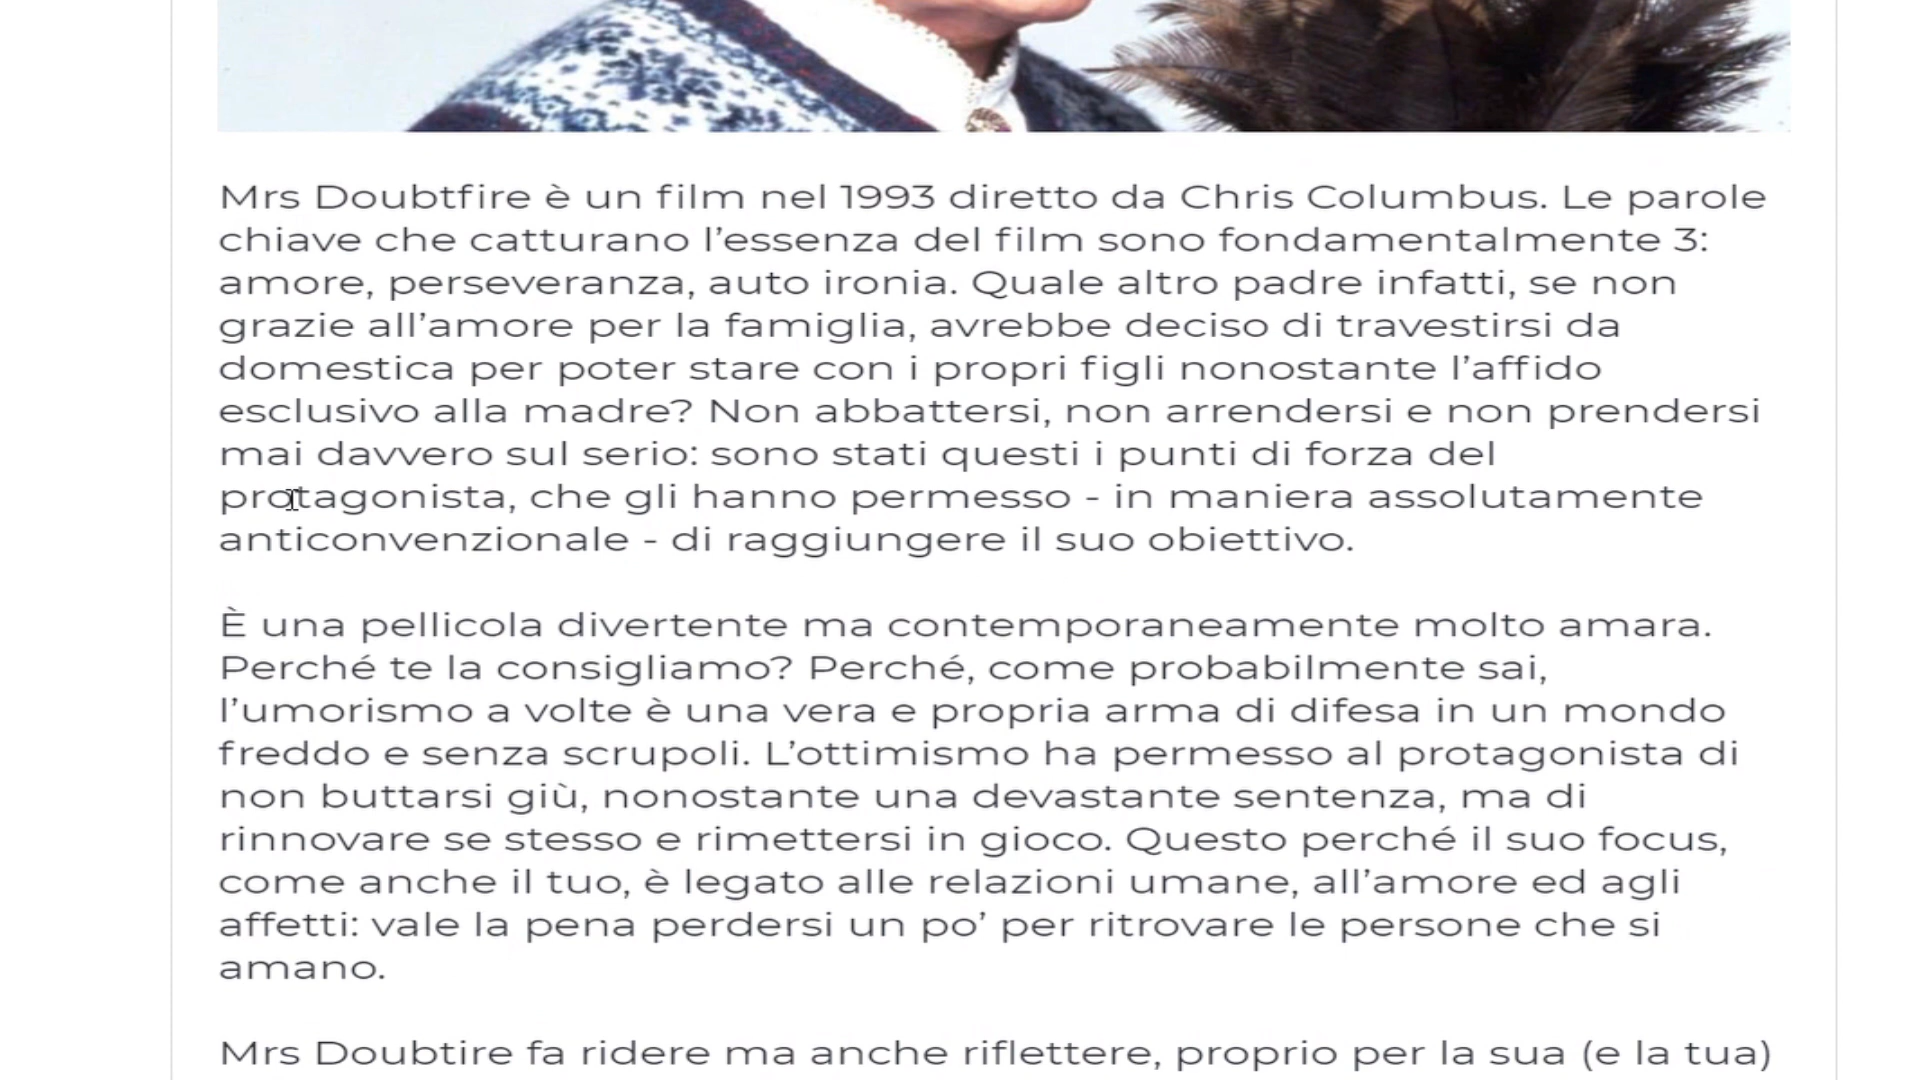 Mrs Doubtfire è un film nel 1993 diretto da Chris Columbus. Le parole
chiave che catturano l’essenza del film sono fondamentalmente 3:
amore, perseveranza, auto ironia. Quale altro padre infatti, se non
grazie all’amore per la famiglia, avrebbe deciso di travestirsi da
domestica per poter stare con i propri figli nonostante l’affido
esclusivo alla madre? Non abbattersi, non arrendersi e non prendersi
mai davvero sul serio: sono stati questi i punti di forza del
protagonista, che gli hanno permesso - in maniera assolutamente
anticonvenzionale - di raggiungere il suo obiettivo.
È una pellicola divertente ma contemporaneamente molto amara.
Perché te la consigliamo? Perché, come probabilmente sai,
l’umorismo a volte è una vera e propria arma di difesa in un mondo
freddo e senza scrupoli. L’ottimismo ha permesso al protagonista di
non buttarsi giù, nonostante una devastante sentenza, ma di
rinnovare se stesso e rimettersi in gioco. Questo perché il suo focus,
come anche il tuo, è legato alle relazioni umane, all’amore ed agli
affetti: vale la pena perdersi un po’ per ritrovare le persone che si
amano.
Mrs Doubtire fa ridere ma anche riflettere, proprio per la sua (e la tua)